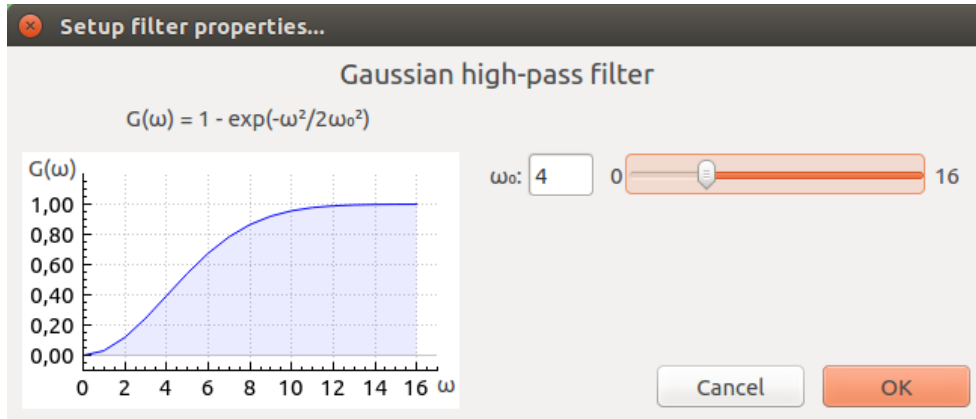 Setup filter properties...
Gaussian high-pass filter
G(ω) = 1 - exp(-ω²/2ω₀²)
G(ω)
1,00
0,80
0,60
0,40
0,20
0,00
0 2 4 6 8 10 12 14 16 ω
ω₀: 4 0 16
Cancel OK